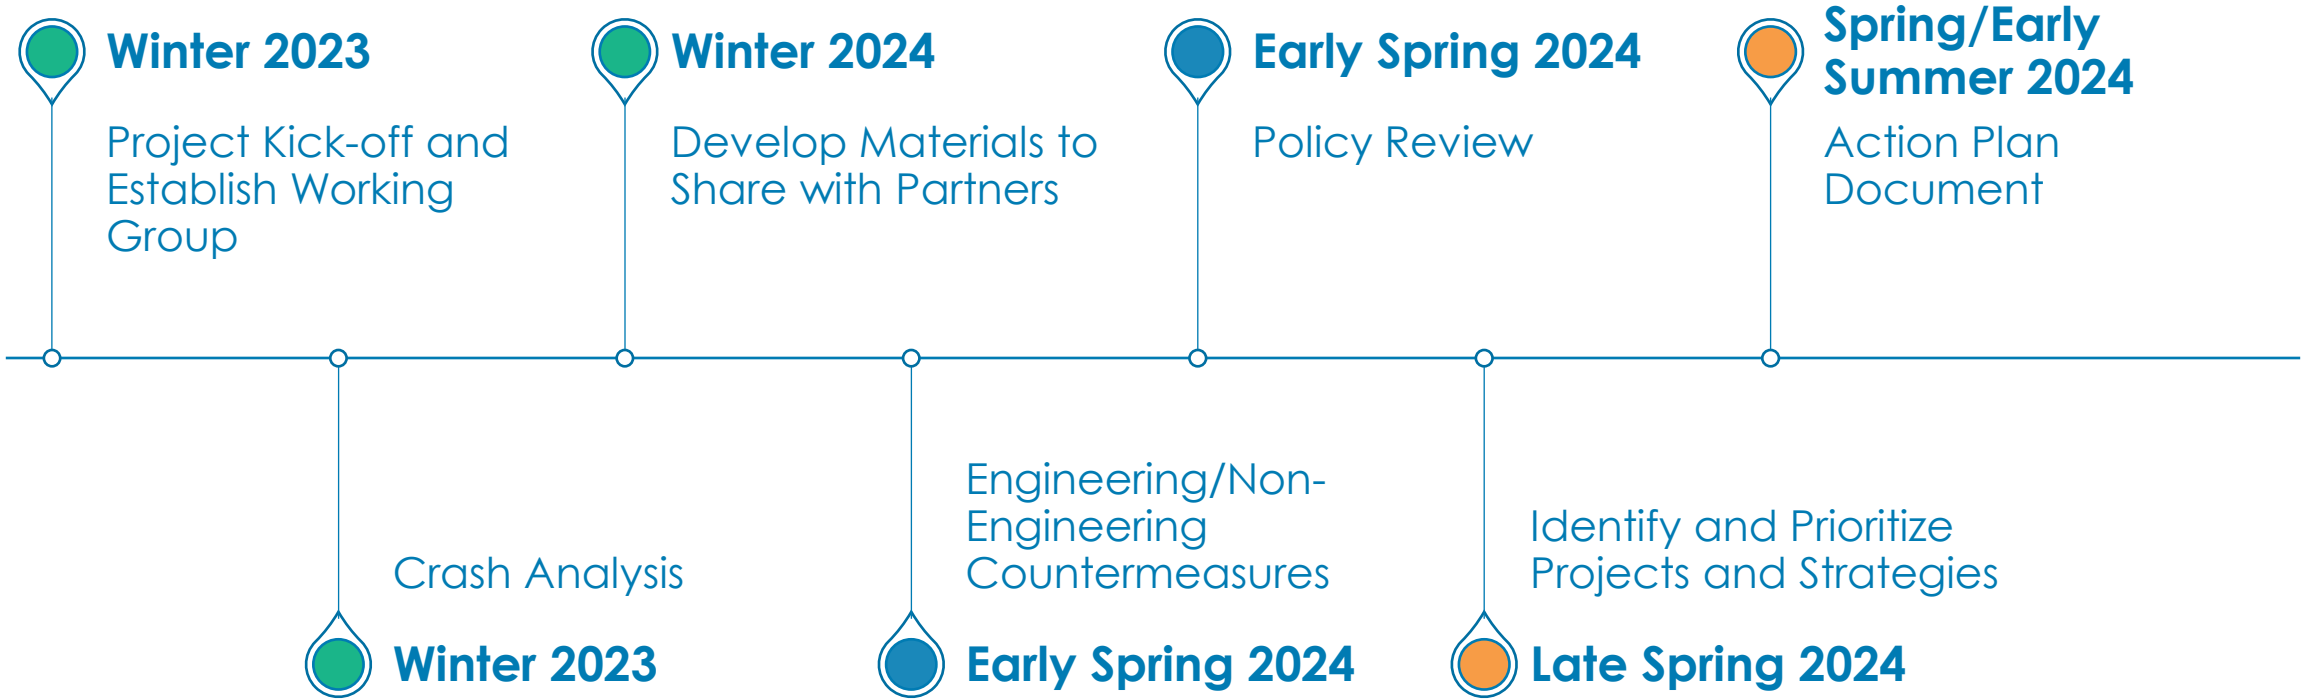 Winter 2023
Project Kick-off and
Establish Working
Group
Crash Analysis
Winter 2023
Winter 2024
Develop Materials to
Share with Partners
Engineering/Non-
Engineering
Countermeasures
Early Spring 2024
Early Spring 2024
Policy Review
Identify and Prioritize
Projects and Strategies
Late Spring 2024
Spring/Early
Summer 2024
Action Plan
Document